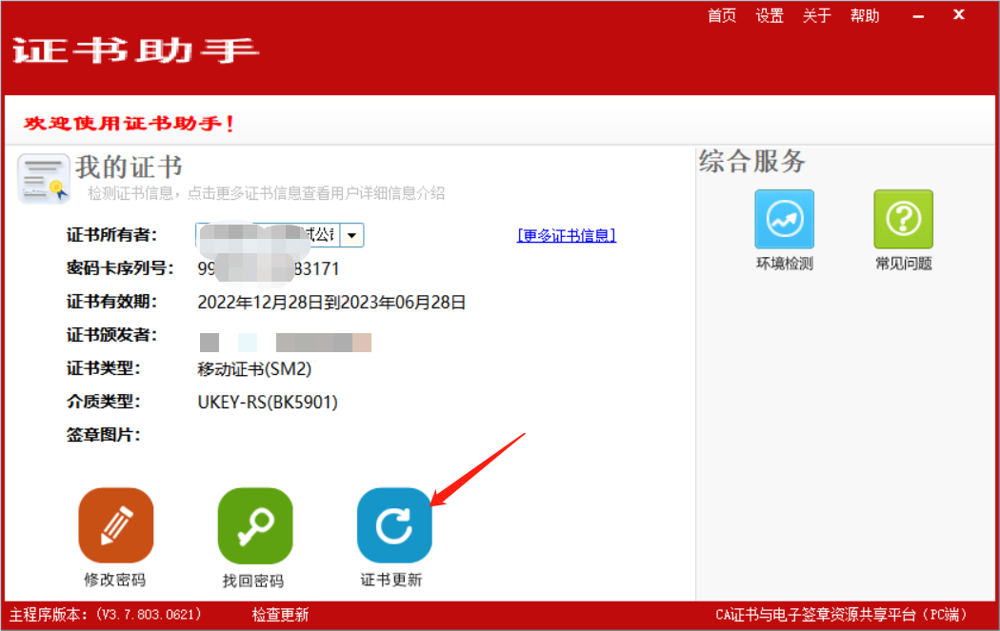 首页 设置 关于 帮助
证书助手
欢迎使用证书助手！
我的证书
检测证书信息，点击更多证书信息查看用户详细信息介绍
证书所有者： 试公 [更多证书信息]
密码卡序列号： 99 83171
证书有效期： 2022年12月28日到2023年06月28日
证书颁发者：
证书类型： 移动证书(SM2)
介质类型： UKEY-RS(BK5901)
签章图片：
修改密码 找回密码 证书更新
综合服务
环境检测 常见问题
主程序版本：(V3.7.803.0621) 检查更新 CA证书与电子签章资源共享平台（PC端）